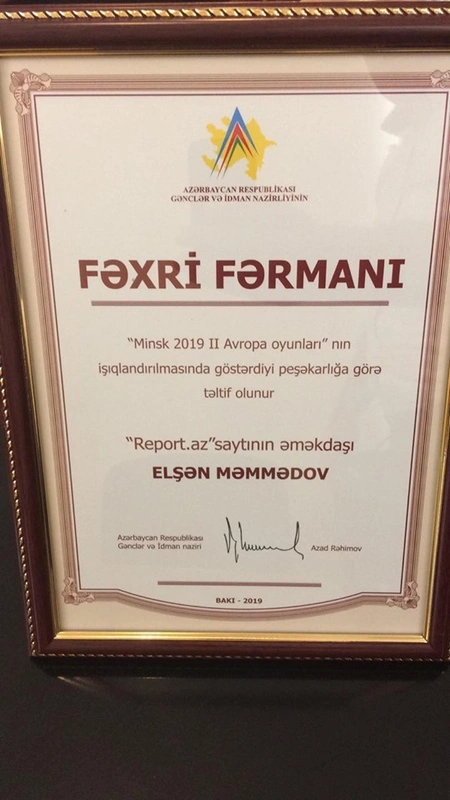 AZƏRBAYCAN RESPUBLİKASI
GƏNCLƏR VƏ İDMAN NAZİRLİYİNİN
FƏXRİ FƏRMANI
“Minsk 2019 II Avropa oyunları” nın
işıqlandırılmasında göstərdiyi peşəkarlığa görə
təltif olunur
“Report.az”saytının əməkdaşı
ELŞƏN MƏMMƏDOV
Azərbaycan Respublikası
Gənclər və İdman naziri
Azad Rəhimov
BAKI - 2019